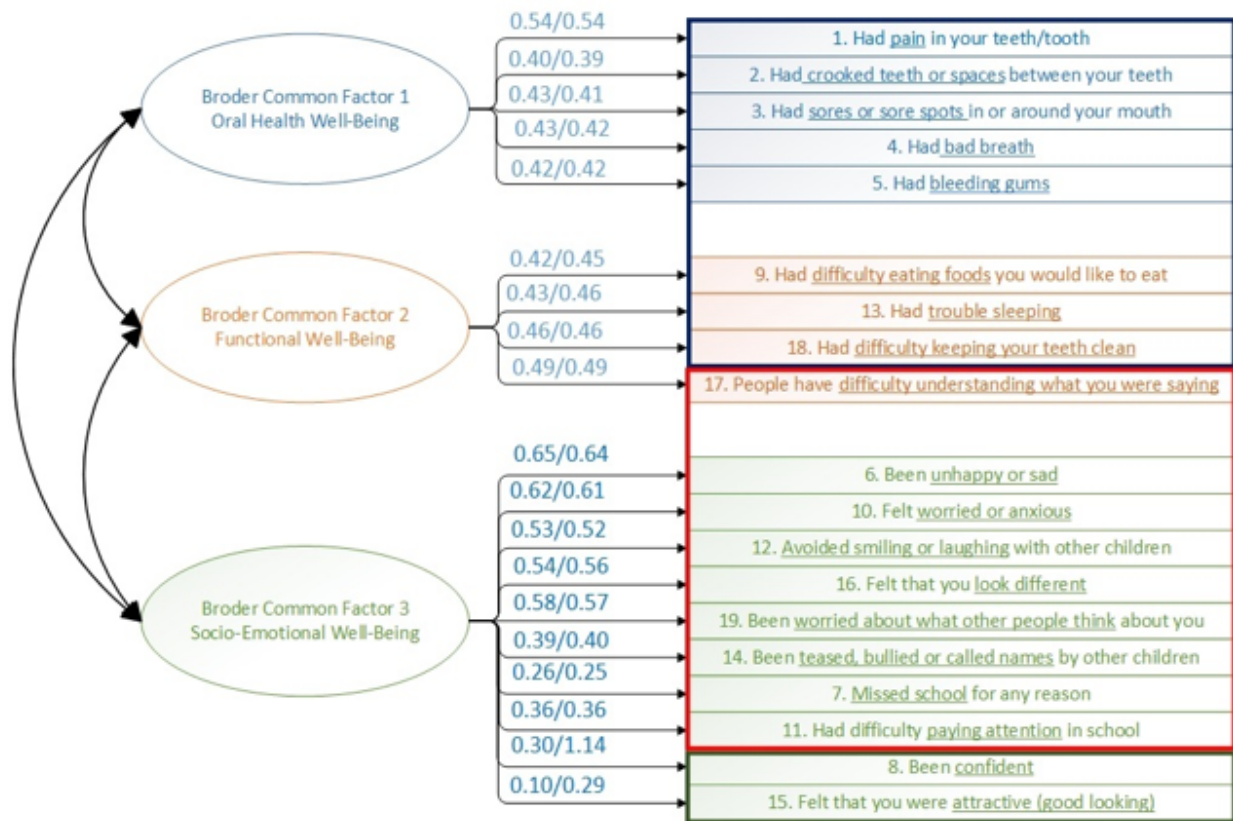 0.54/0.54
1. Had pain in your teeth/tooth
0.40/0.39
2. Had crooked teeth or spaces between your teeth
Broder Common Factor 1
Oral Health Well-Being
0.43/0.41
3. Had sores or sore spots in or around your mouth
0.43/0.42
4. Had bad breath
0.42/0.42
5. Had bleeding gums
0.42/0.45
9. Had difficulty eating foods you would like to eat
0.43/0.46
13. Had trouble sleeping
Broder Common Factor 2
Functional Well-Being
0.46/0.46
18. Had difficulty keeping your teeth clean
0.49/0.49
17. People have difficulty understanding what you were saying
0.65/0.64
6. Been unhappy or sad
0.62/0.61
10. Felt worried or anxious
0.53/0.52
12. Avoided smiling or laughing with other children
0.54/0.56
16. Felt that you look different
Broder Common Factor 3
Socio-Emotional Well-Being
0.58/0.57
19. Been worried about what other people think about you
0.39/0.40
14. Been teased, bullied or called names by other children
0.26/0.25
7. Missed school for any reason
0.36/0.36
11. Had difficulty paying attention in school
0.30/1.14
8. Been confident
0.10/0.29
15. Felt that you were attractive (good looking)